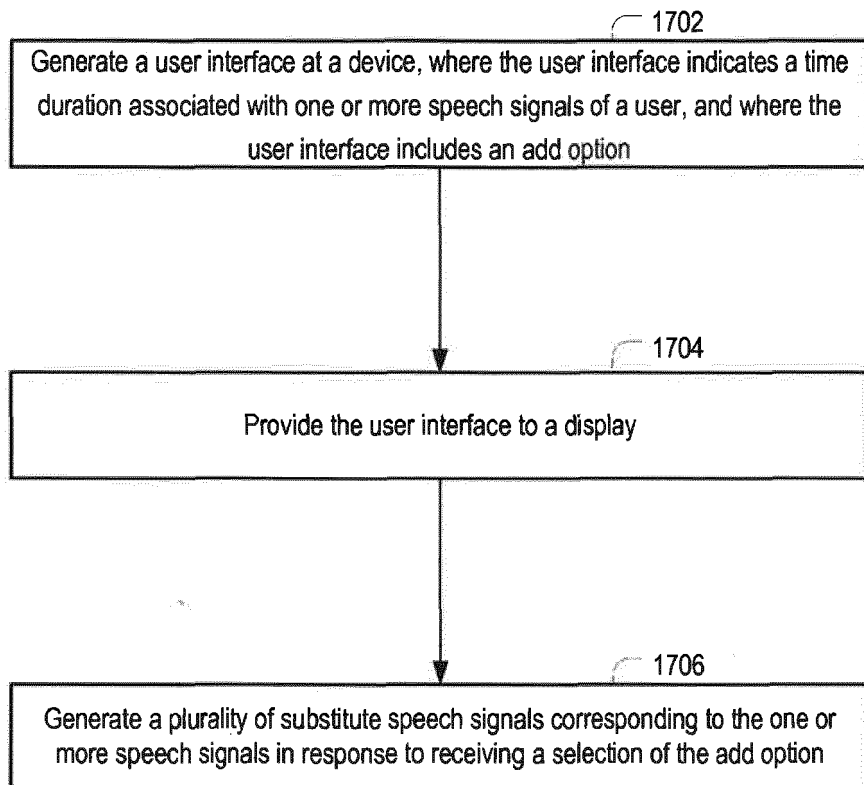 1702
Generate a user interface at a device, where the user interface indicates a time
duration associated with one or more speech signals of a user, and where the
user interface includes an add option
1704
Provide the user interface to a display
1706
Generate a plurality of substitute speech signals corresponding to the one or
more speech signals in response to receiving a selection of the add option